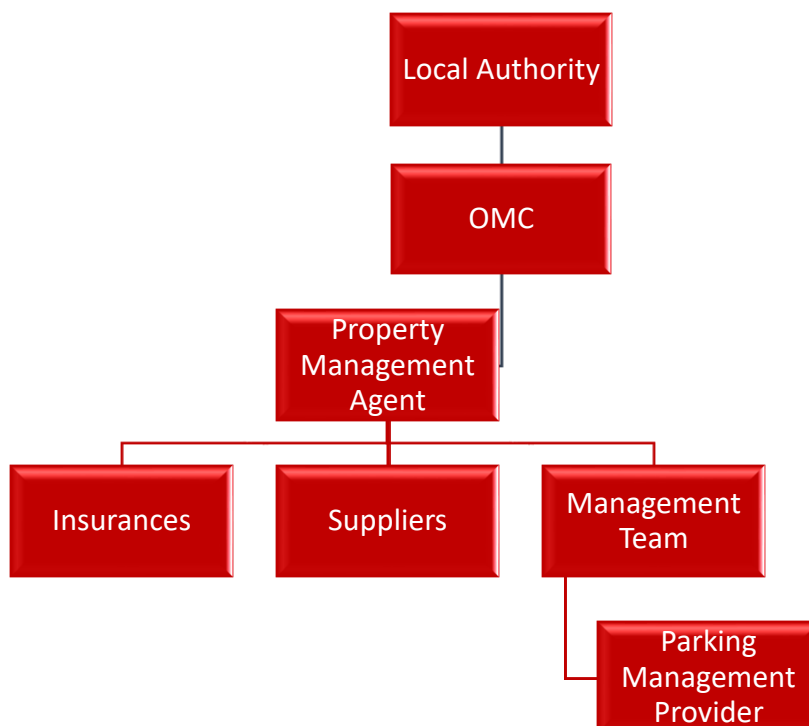 Local Authority
OMC
Property
Management
Agent
Insurances
Suppliers
Management
Team
Parking
Management
Provider